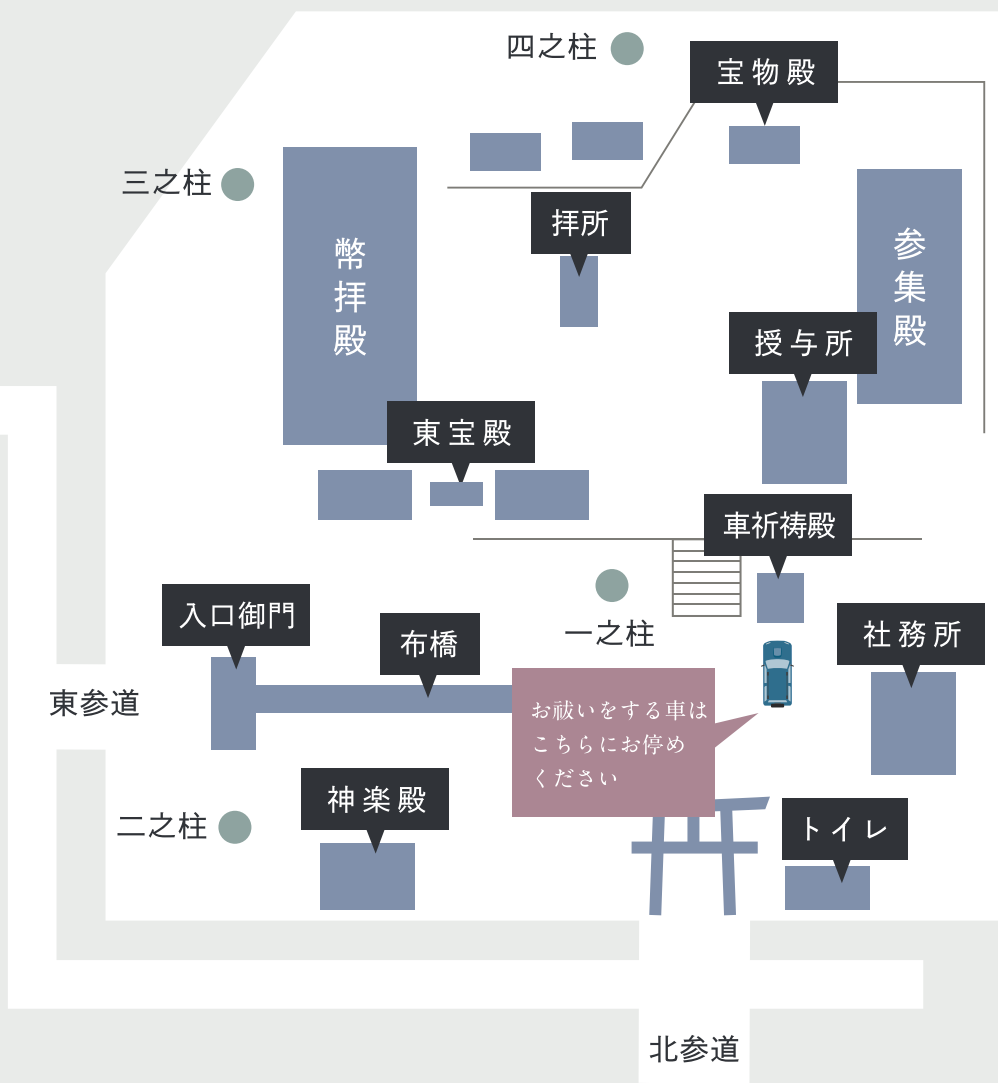 四之柱
宝物殿
三之柱
拝所
幣拝殿
参集殿
授与所
東宝殿
車祈祷殿
一之柱
入口御門
布橋
社務所
東参道
お祓いをする車は
こちらにお停め
ください
二之柱
神楽殿
トイレ
北参道